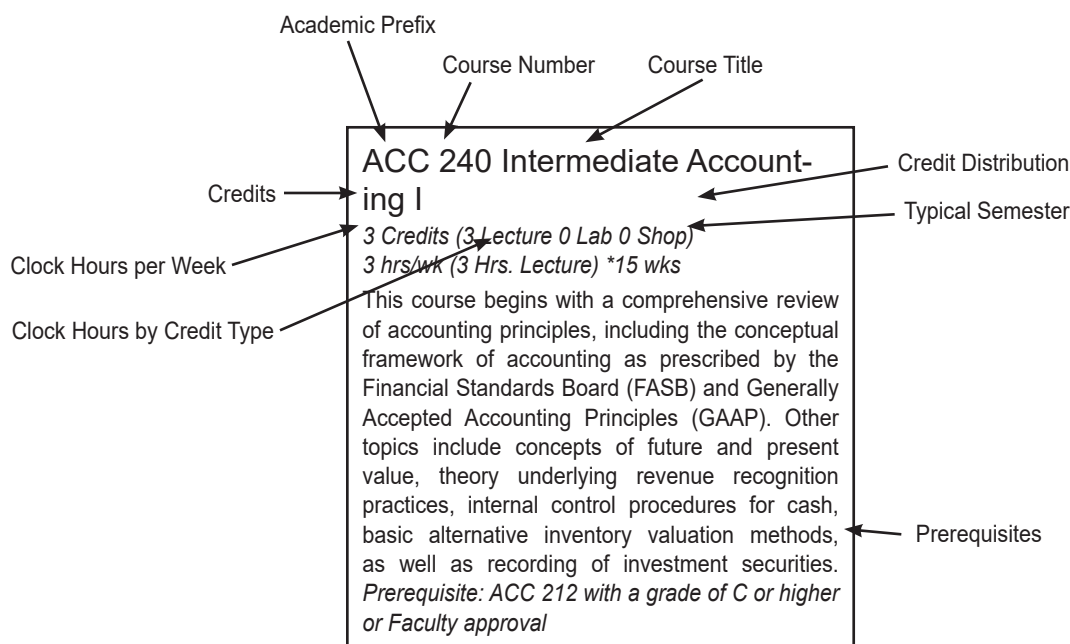 Academic Prefix
Course Number
Course Title
ACC 240 Intermediate Account-
ing I
Credit Distribution
Credits
Typical Semester
3 Credits (3 Lecture 0 Lab 0 Shop)
Clock Hours per Week
3 hrs/wk (3 Hrs. Lecture) *15 wks
Clock Hours by Credit Type
This course begins with a comprehensive review
of accounting principles, including the conceptual
framework of accounting as prescribed by the
Financial Standards Board (FASB) and Generally
Accepted Accounting Principles (GAAP). Other
topics include concepts of future and present
value, theory underlying revenue recognition
practices, internal control procedures for cash,
basic alternative inventory valuation methods,
Prerequisites
as well as recording of investment securities.
Prerequisite: ACC 212 with a grade of C or higher
or Faculty approval